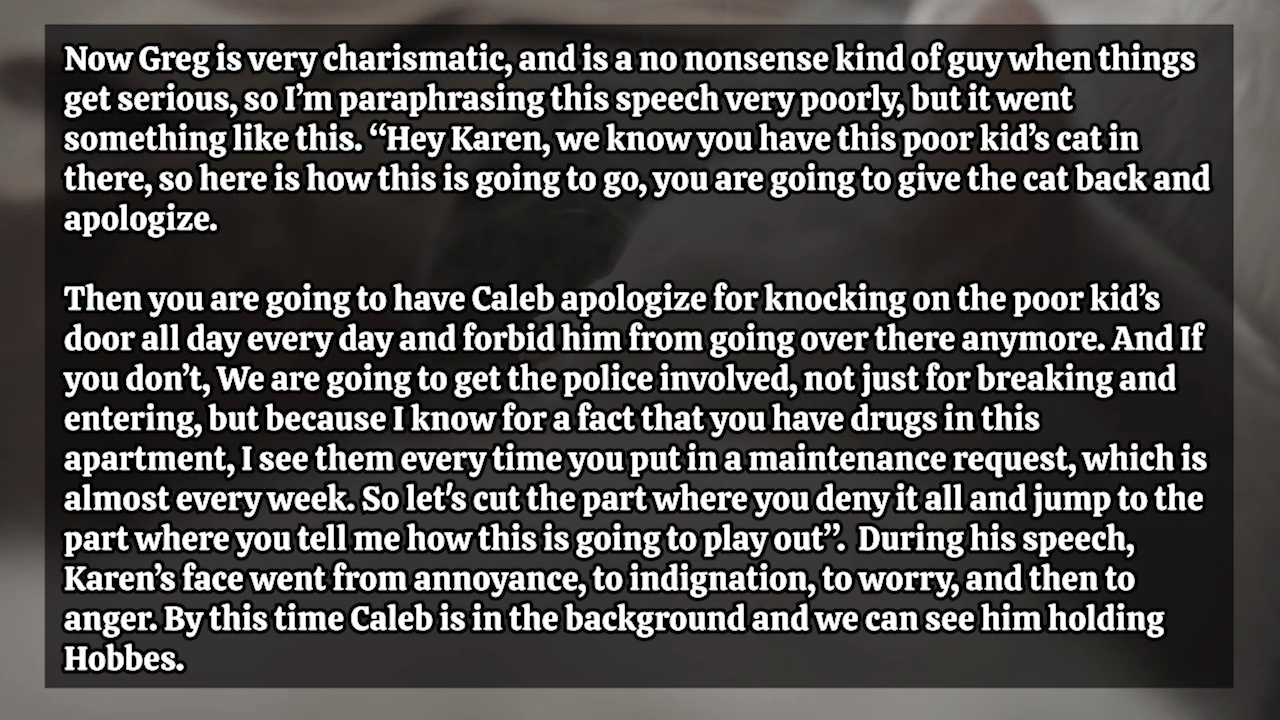 Now Greg is very charismatic, and is a no nonsense kind of guy when things
get serious, so I’m paraphrasing this speech very poorly, but it went
something like this. “Hey Karen, we know you have this poor kid’s cat in
there, so here is how this is going to go, you are going to give the cat back and
apologize.
Then you are going to have Caleb apologize for knocking on the poor kid’s
door all day every day and forbid him from going over there anymore. And If
you don’t, We are going to get the police involved, not just for breaking and
entering, but because I know for a fact that you have drugs in this
apartment, I see them every time you put in a maintenance request, which is
almost every week. So let's cut the part where you deny it all and jump to the
part where you tell me how this is going to play out”. During his speech,
Karen’s face went from annoyance, to indignation, to worry, and then to
anger. By this time Caleb is in the background and we can see him holding
Hobbes.